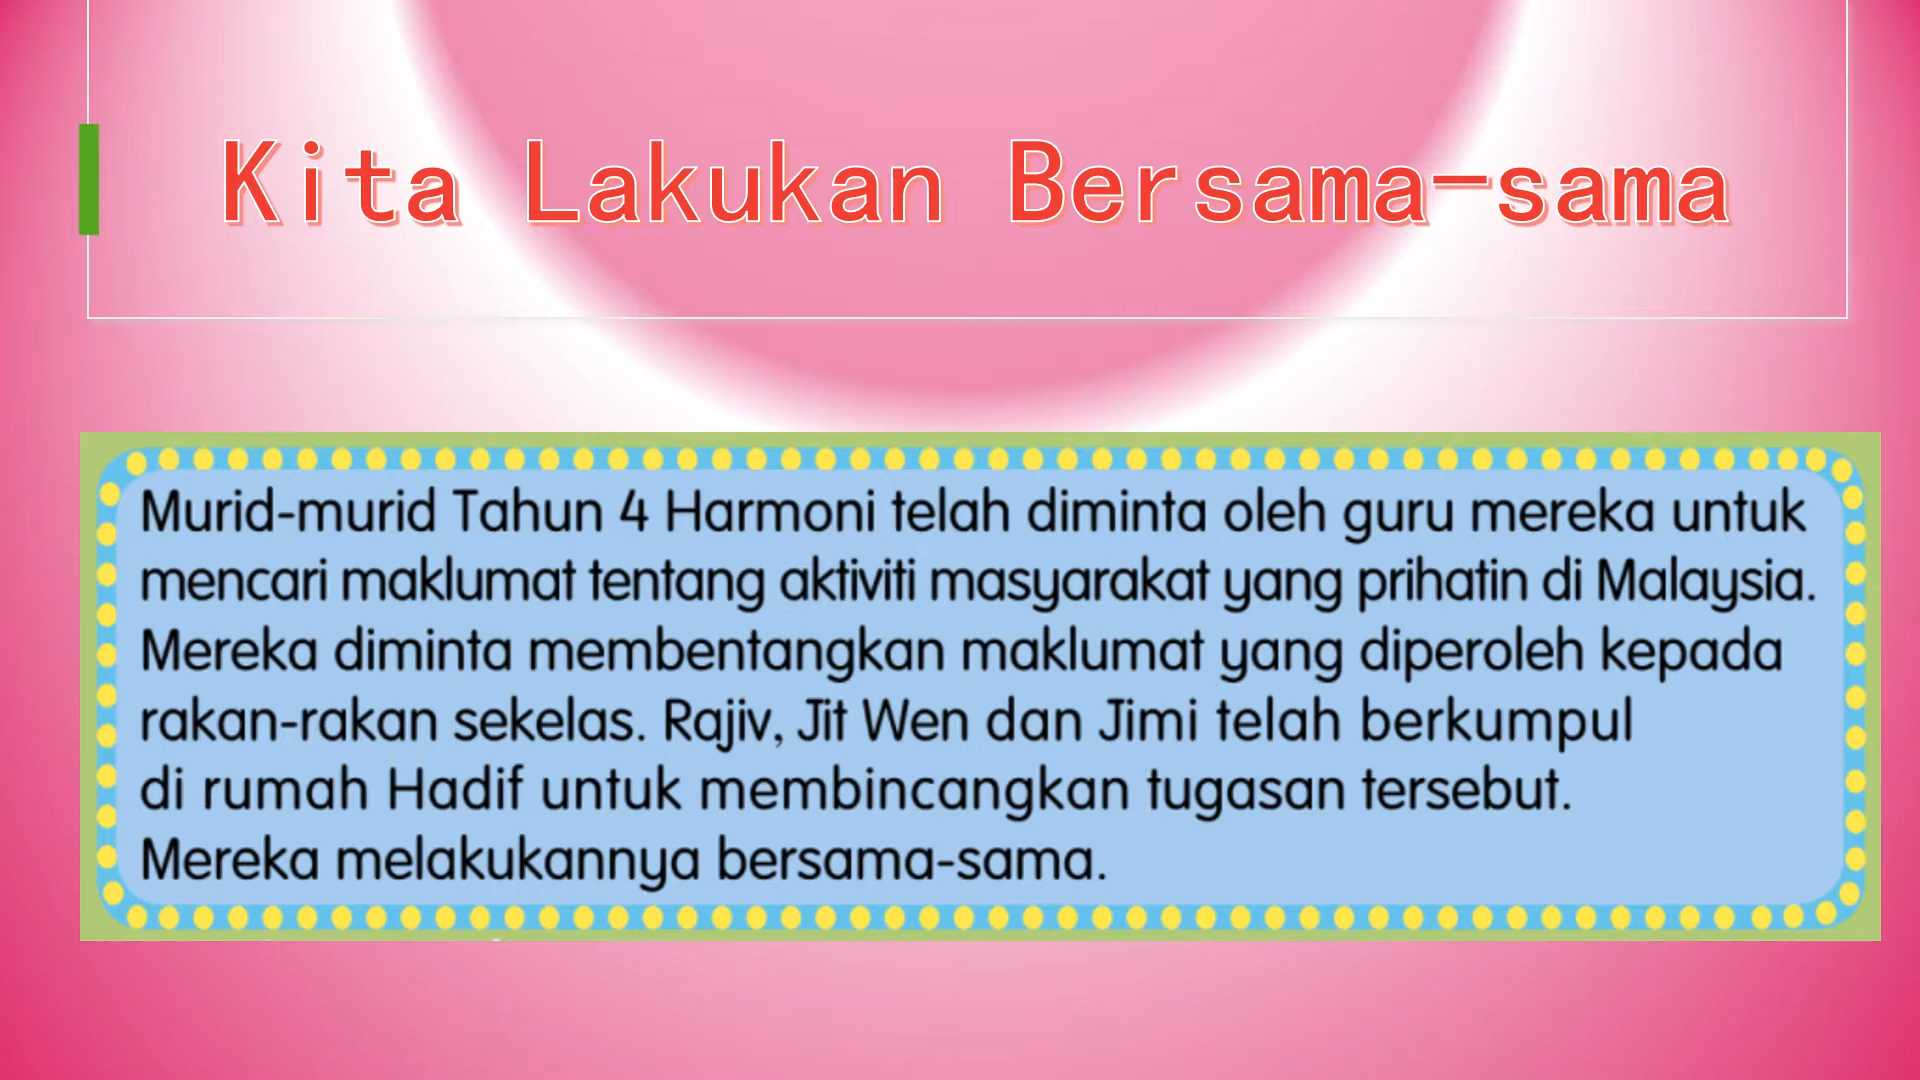 Kita Lakukan Bersama-sama
Murid-murid Tahun 4 Harmoni telah diminta oleh guru mereka untuk
mencari maklumat tentang aktiviti masyarakat yang prihatin di Malaysia.
Mereka diminta membentangkan maklumat yang diperoleh kepada
rakan-rakan sekelas. Rajiv, Jit Wen dan Jimi telah berkumpul
di rumah Hadif untuk membincangkan tugasan tersebut.
Mereka melakukannya bersama-sama.